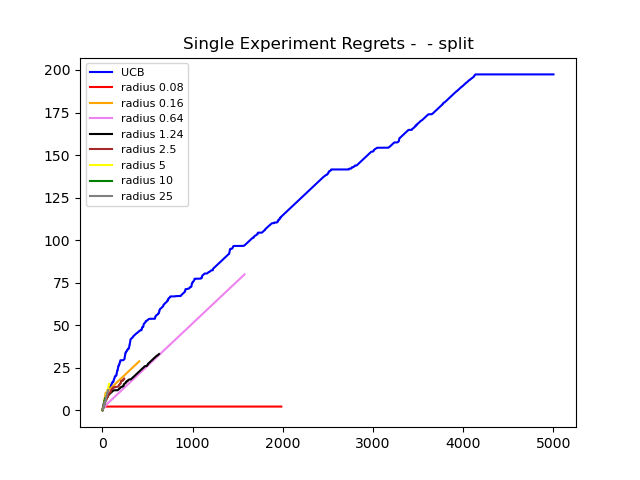 Single Experiment Regrets -  - split
200
175
150
125
100
75
50
25
0
UCB
radius 0.08
radius 0.16
radius 0.64
radius 1.24
radius 2.5
radius 5
radius 10
radius 25
0 1000 2000 3000 4000 5000